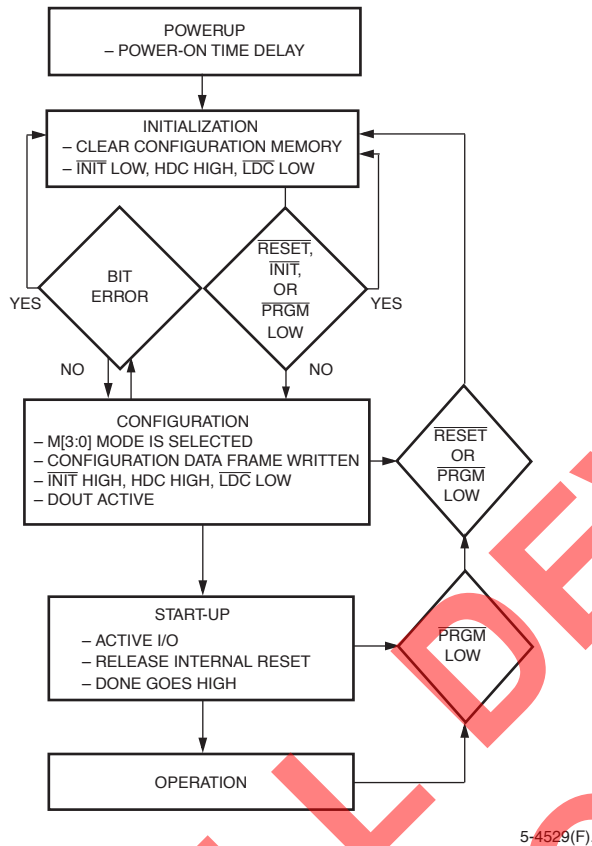 POWERUP
– POWER-ON TIME DELAY
INITIALIZATION
– CLEAR CONFIGURATION MEMORY
– INIT LOW, HDC HIGH, LDC LOW
BIT
ERROR
YES
NO
RESET,
INIT,
OR
PRGM
LOW
YES
NO
CONFIGURATION
– M[3:0] MODE IS SELECTED
– CONFIGURATION DATA FRAME WRITTEN
– INIT HIGH, HDC HIGH, LDC LOW
– DOUT ACTIVE
RESET
OR
PRGM
LOW
START-UP
– ACTIVE I/O
– RELEASE INTERNAL RESET
– DONE GOES HIGH
PRGM
LOW
OPERATION
5-4529(F).